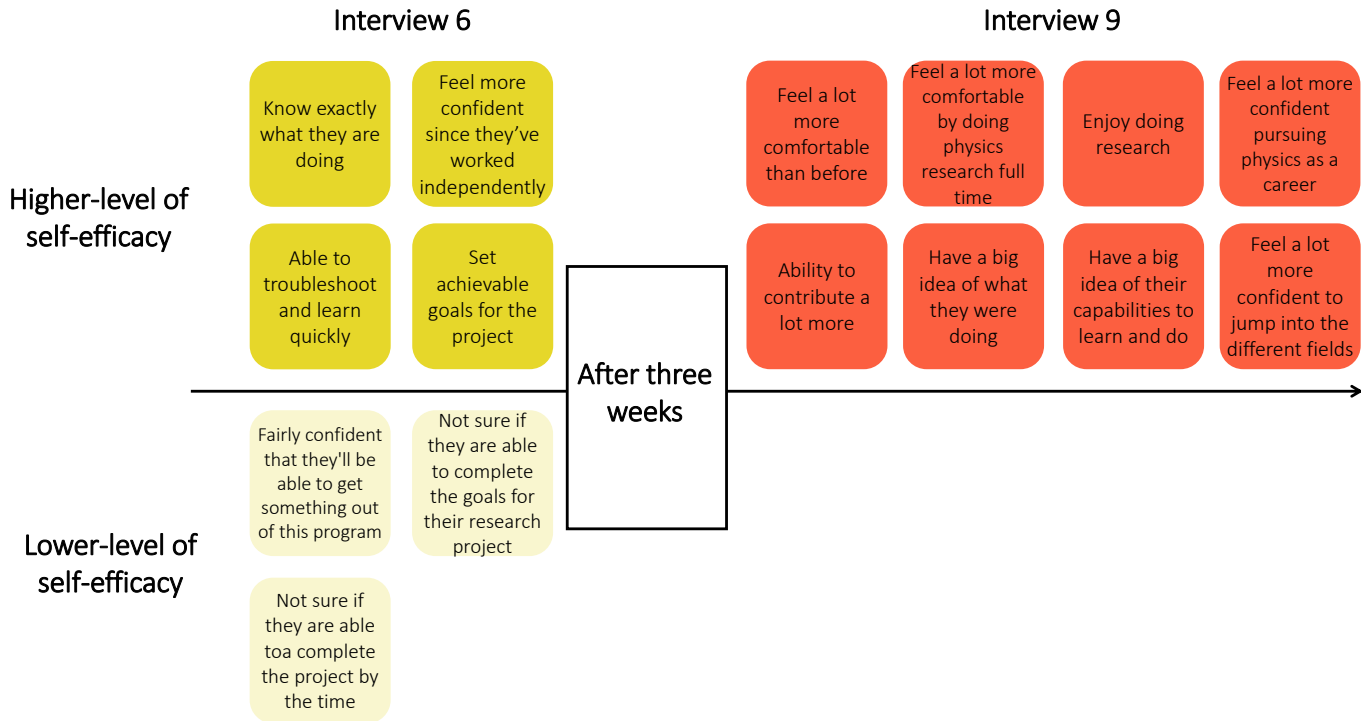 Interview 6
Interview 9
Higher-level of
self-efficacy
Know exactly
what they are
doing
Feel more
confident
since they've
worked
independently
Able to
troubleshoot
and learn
quickly
Set
achievable
goals for the
project
Feel a lot
more
comfortable
than before
Feel a lot more
comfortable
by doing
physics
research full
time
Enjoy doing
research
Feel a lot more
confident
pursuing
physics as a
career
Ability to
contribute a
lot more
Have a big
idea of what
they were
doing
Have a big
idea of their
capabilities to
learn and do
Feel a lot
more
confident to
jump into the
different fields
After three
weeks
Lower-level of
self-efficacy
Fairly confident
that they'll be
able to get
something out
of this program
Not sure if
they are able
to complete
the goals for
their research
project
Not sure if
they are able
toa complete
the project by
the time